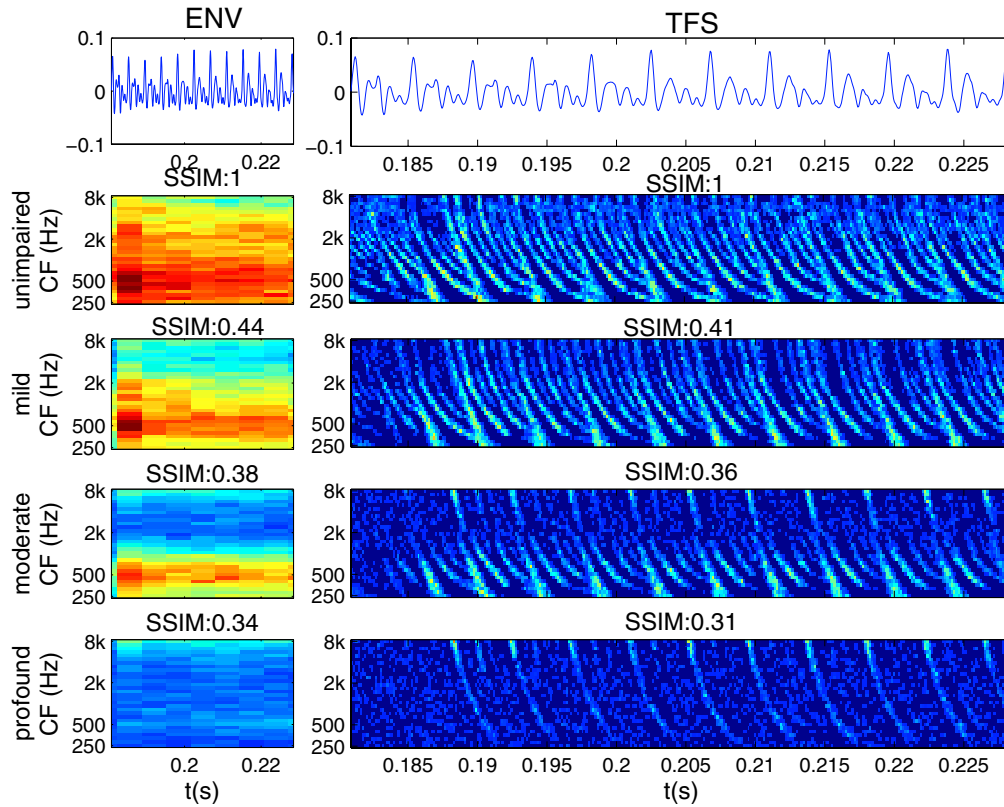 ENV TFS
0.1 0.1
0 0
−0.1 −0.1
0.2 0.22 0.185 0.19 0.195 0.2 0.205 0.21 0.215 0.22 0.225
SSIM:1 SSIM:1
unimpaired
CF (Hz)
8k 8k
2k 2k
500 500
250 250
SSIM:0.44 SSIM:0.41
mild
CF (Hz)
8k 8k
2k 2k
500 500
250 250
SSIM:0.38 SSIM:0.36
moderate
CF (Hz)
8k 8k
2k 2k
500 500
250 250
SSIM:0.34 SSIM:0.31
profound
CF (Hz)
8k 8k
2k 2k
500 500
250 250
0.2 0.22 0.185 0.19 0.195 0.2 0.205 0.21 0.215 0.22 0.225
t(s) t(s)